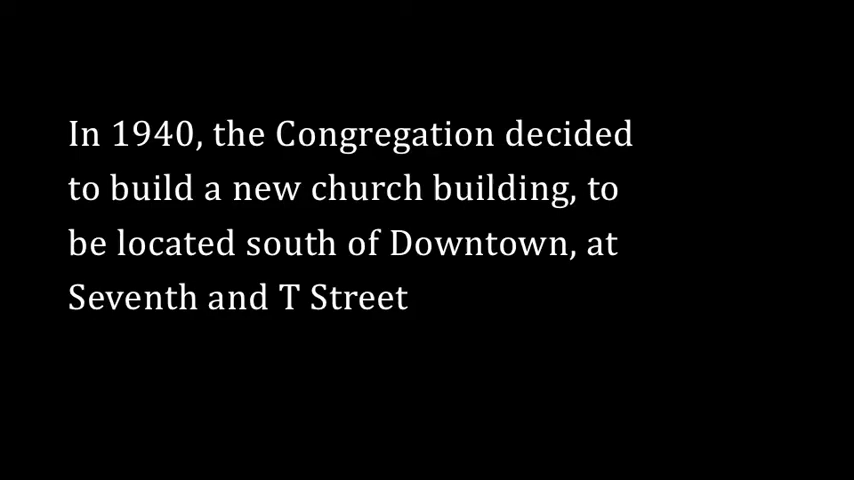 In 1940, the Congregation decided
to build a new church building, to
be located south of Downtown, at
Seventh and T Street